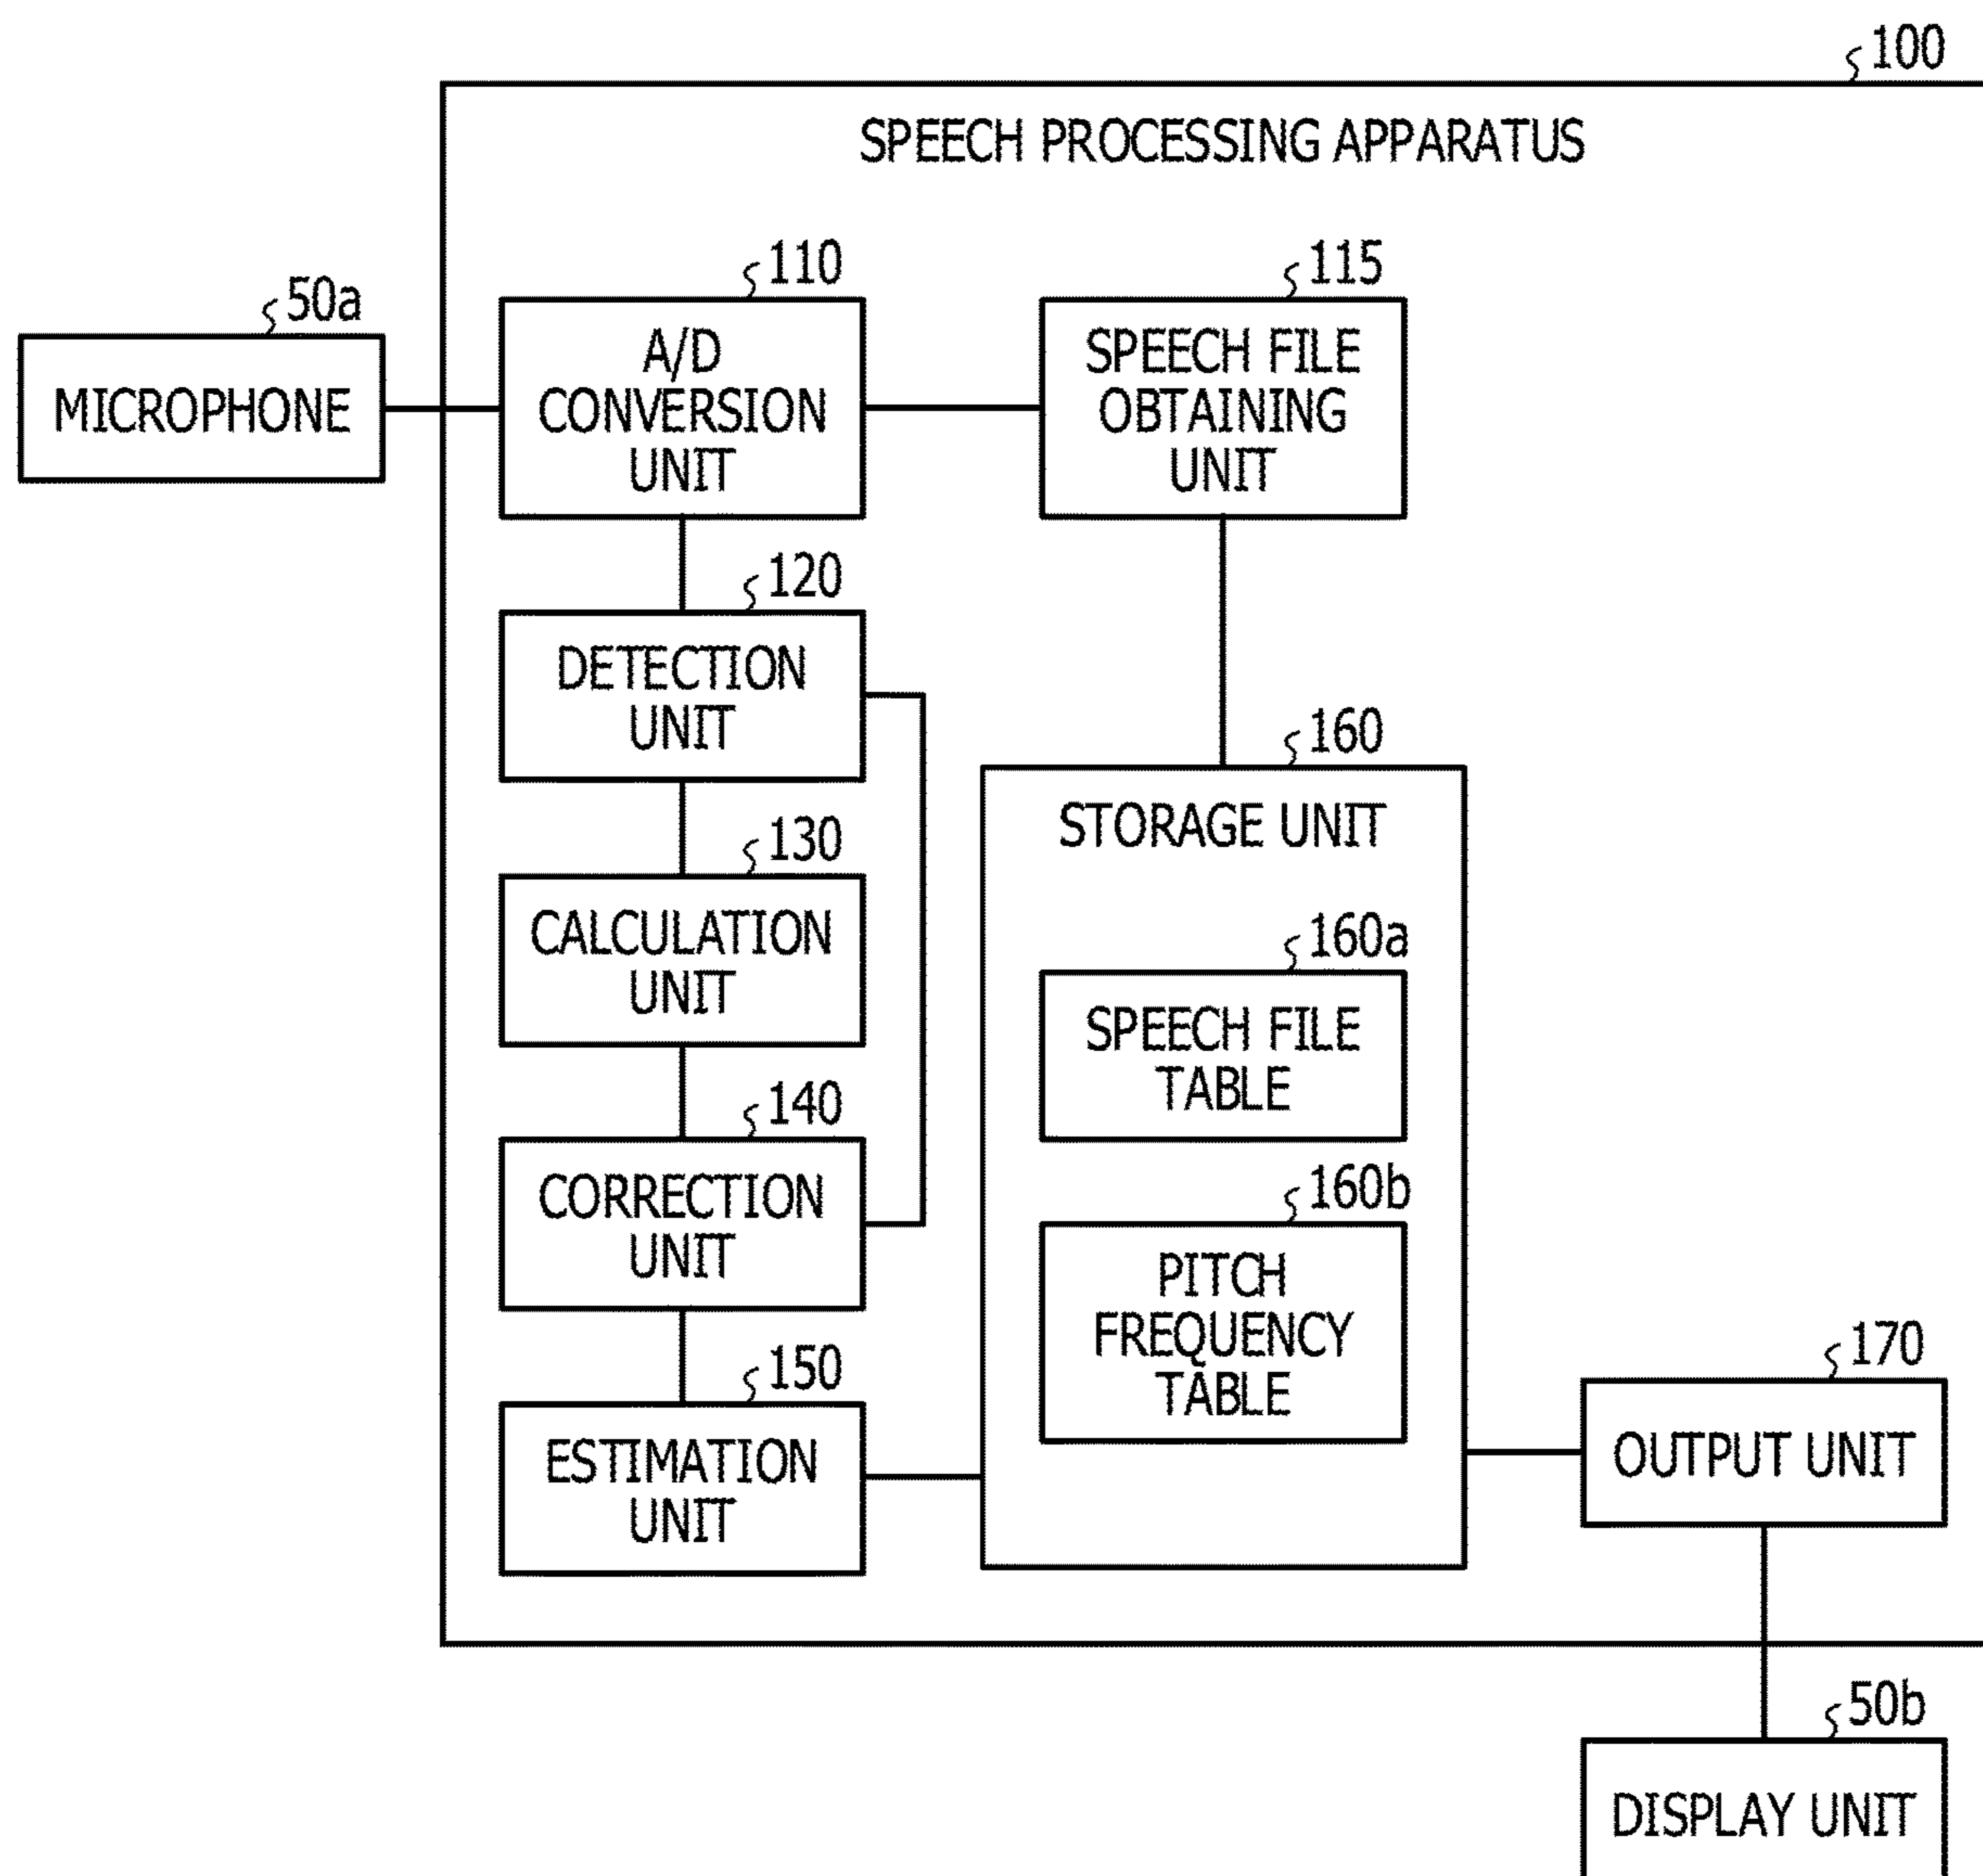 100
SPEECH PROCESSING APPARATUS
50a
MICROPHONE
110
A/D
CONVERSION
UNIT
115
SPEECH FILE
OBTAINING
UNIT
120
DETECTION
UNIT
130
CALCULATION
UNIT
140
CORRECTION
UNIT
150
ESTIMATION
UNIT
160
STORAGE UNIT
160a
SPEECH FILE
TABLE
160b
PITCH
FREQUENCY
TABLE
170
OUTPUT UNIT
50b
DISPLAY UNIT